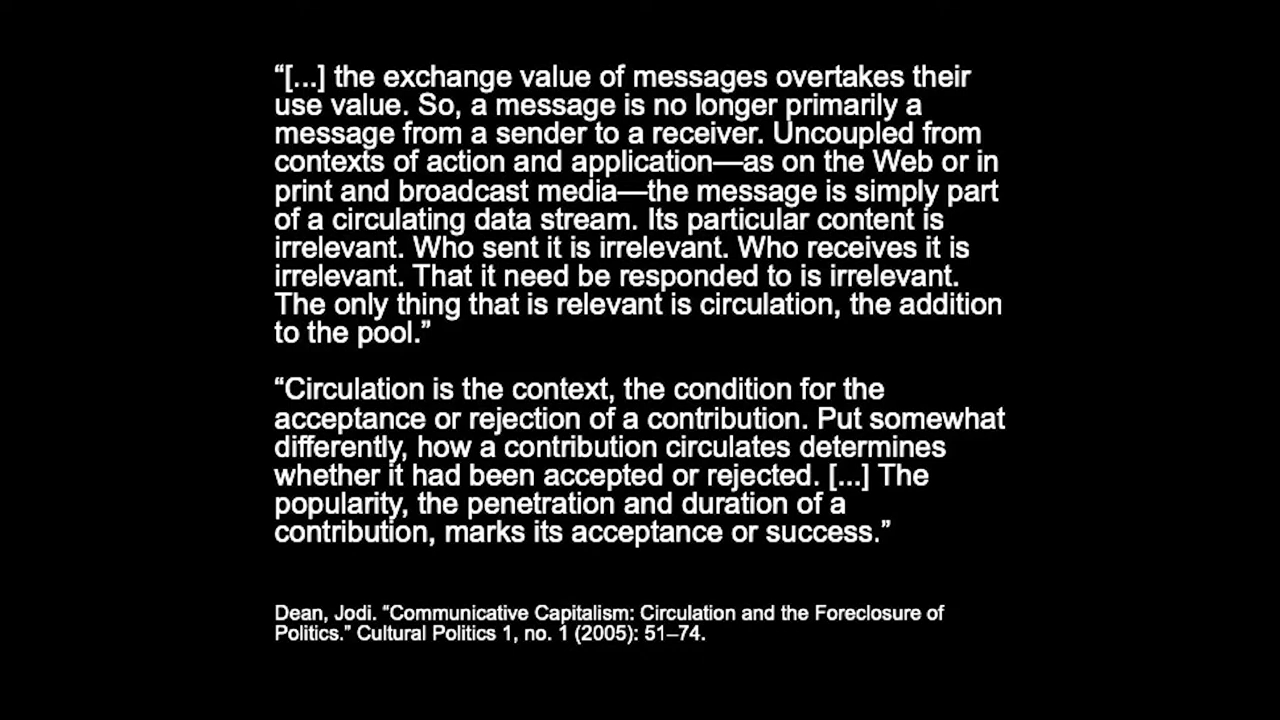 “[...] the exchange value of messages overtakes their
use value. So, a message is no longer primarily a
message from a sender to a receiver. Uncoupled from
contexts of action and application—as on the Web or in
print and broadcast media—the message is simply part
of a circulating data stream. Its particular content is
irrelevant. Who sent it is irrelevant. Who receives it is
irrelevant. That it need be responded to is irrelevant.
The only thing that is relevant is circulation, the addition
to the pool.”
“Circulation is the context, the condition for the
acceptance or rejection of a contribution. Put somewhat
differently, how a contribution circulates determines
whether it had been accepted or rejected. [...] The
popularity, the penetration and duration of a
contribution, marks its acceptance or success.”
Dean, Jodi. “Communicative Capitalism: Circulation and the Foreclosure of
Politics.” Cultural Politics 1, no. 1 (2005): 51–74.